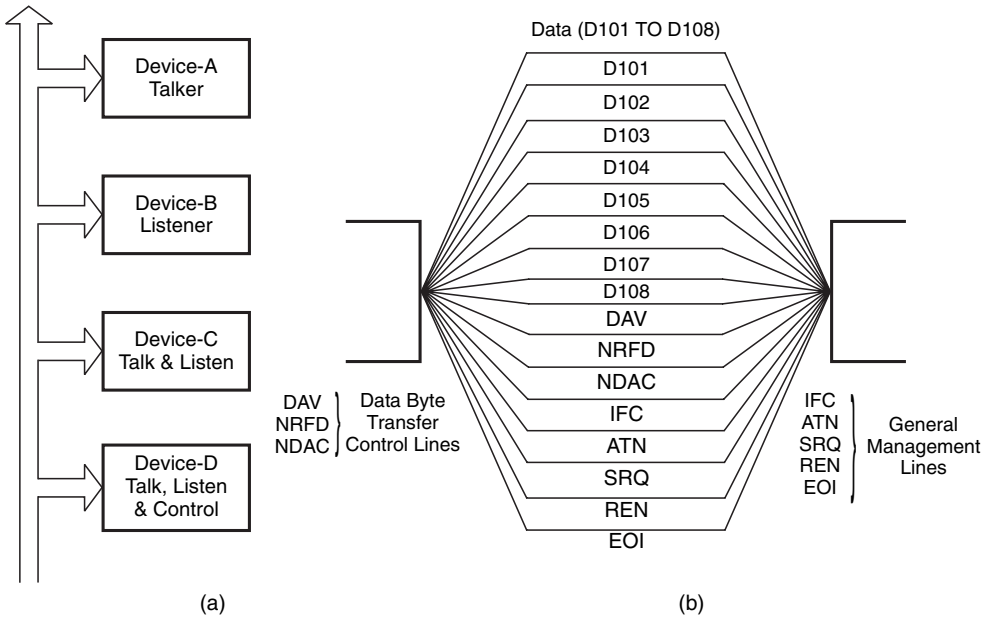 Device-A
Talker
Device-B
Listener
Device-C
Talk & Listen
Device-D
Talk, Listen
& Control
(a)
Data (D101 TO D108)
D101
D102
D103
D104
D105
D106
D107
D108
DAV
NRFD
NDAC
IFC
ATN
SRQ
REN
EOI
DAV
NRFD
NDAC
Data Byte
Transfer
Control Lines
IFC
ATN
SRQ
REN
EOI
General
Management
Lines
(b)